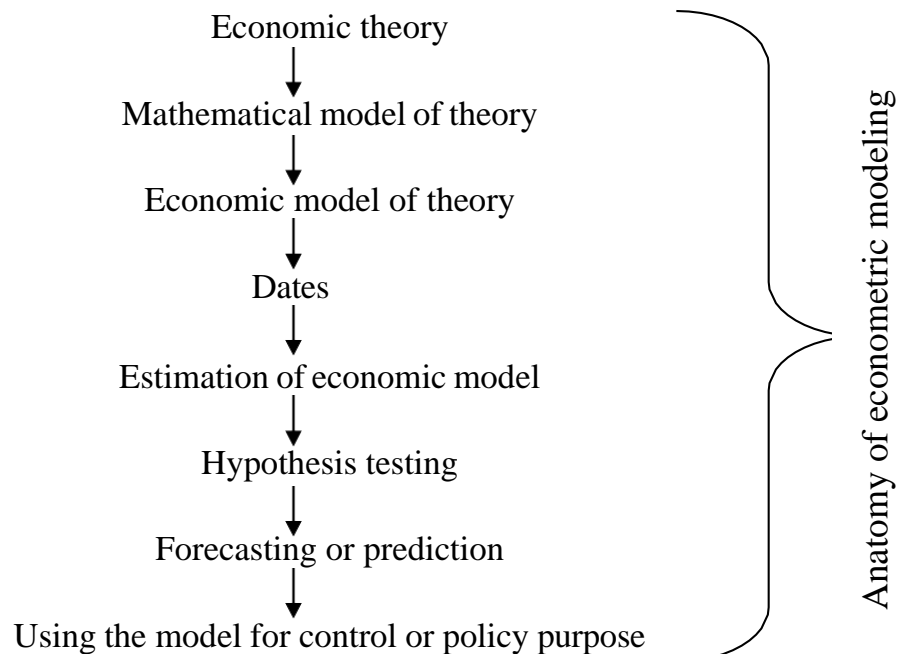 Economic theory
Mathematical model of theory
Economic model of theory
Dates
Estimation of economic model
Hypothesis testing
Forecasting or prediction
Using the model for control or policy purpose
Anatomy of econometric modeling